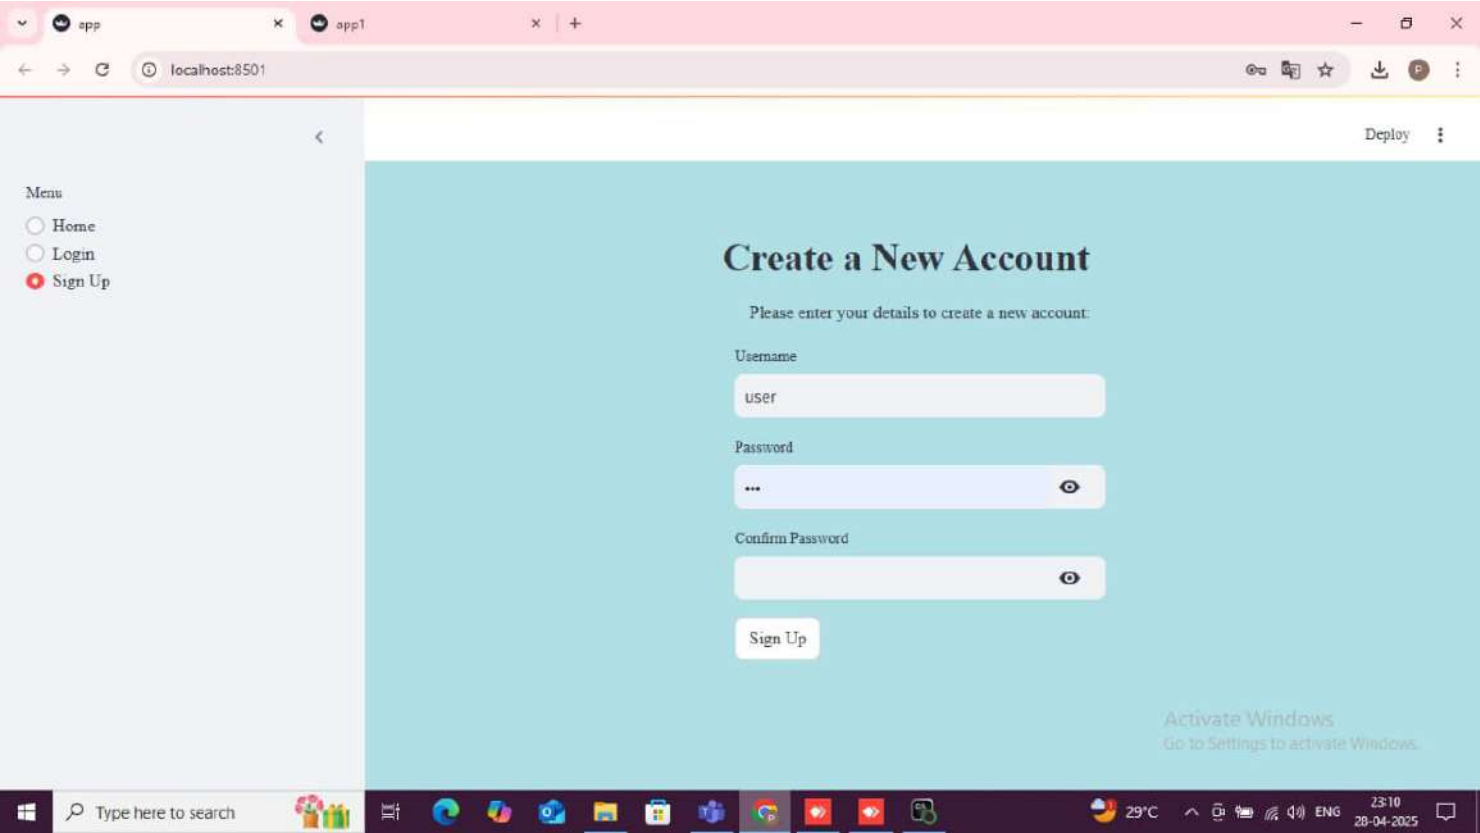 app
app1
localhost:8501
Deploy
Menu
Home
Login
Sign Up
Create a New Account
Please enter your details to create a new account.
Username
user
Password
•••
Confirm Password
Sign Up
Activate Windows
Go to Settings to activate Windows.
Type here to search
29°C
ENG
23:10
28-04-2025